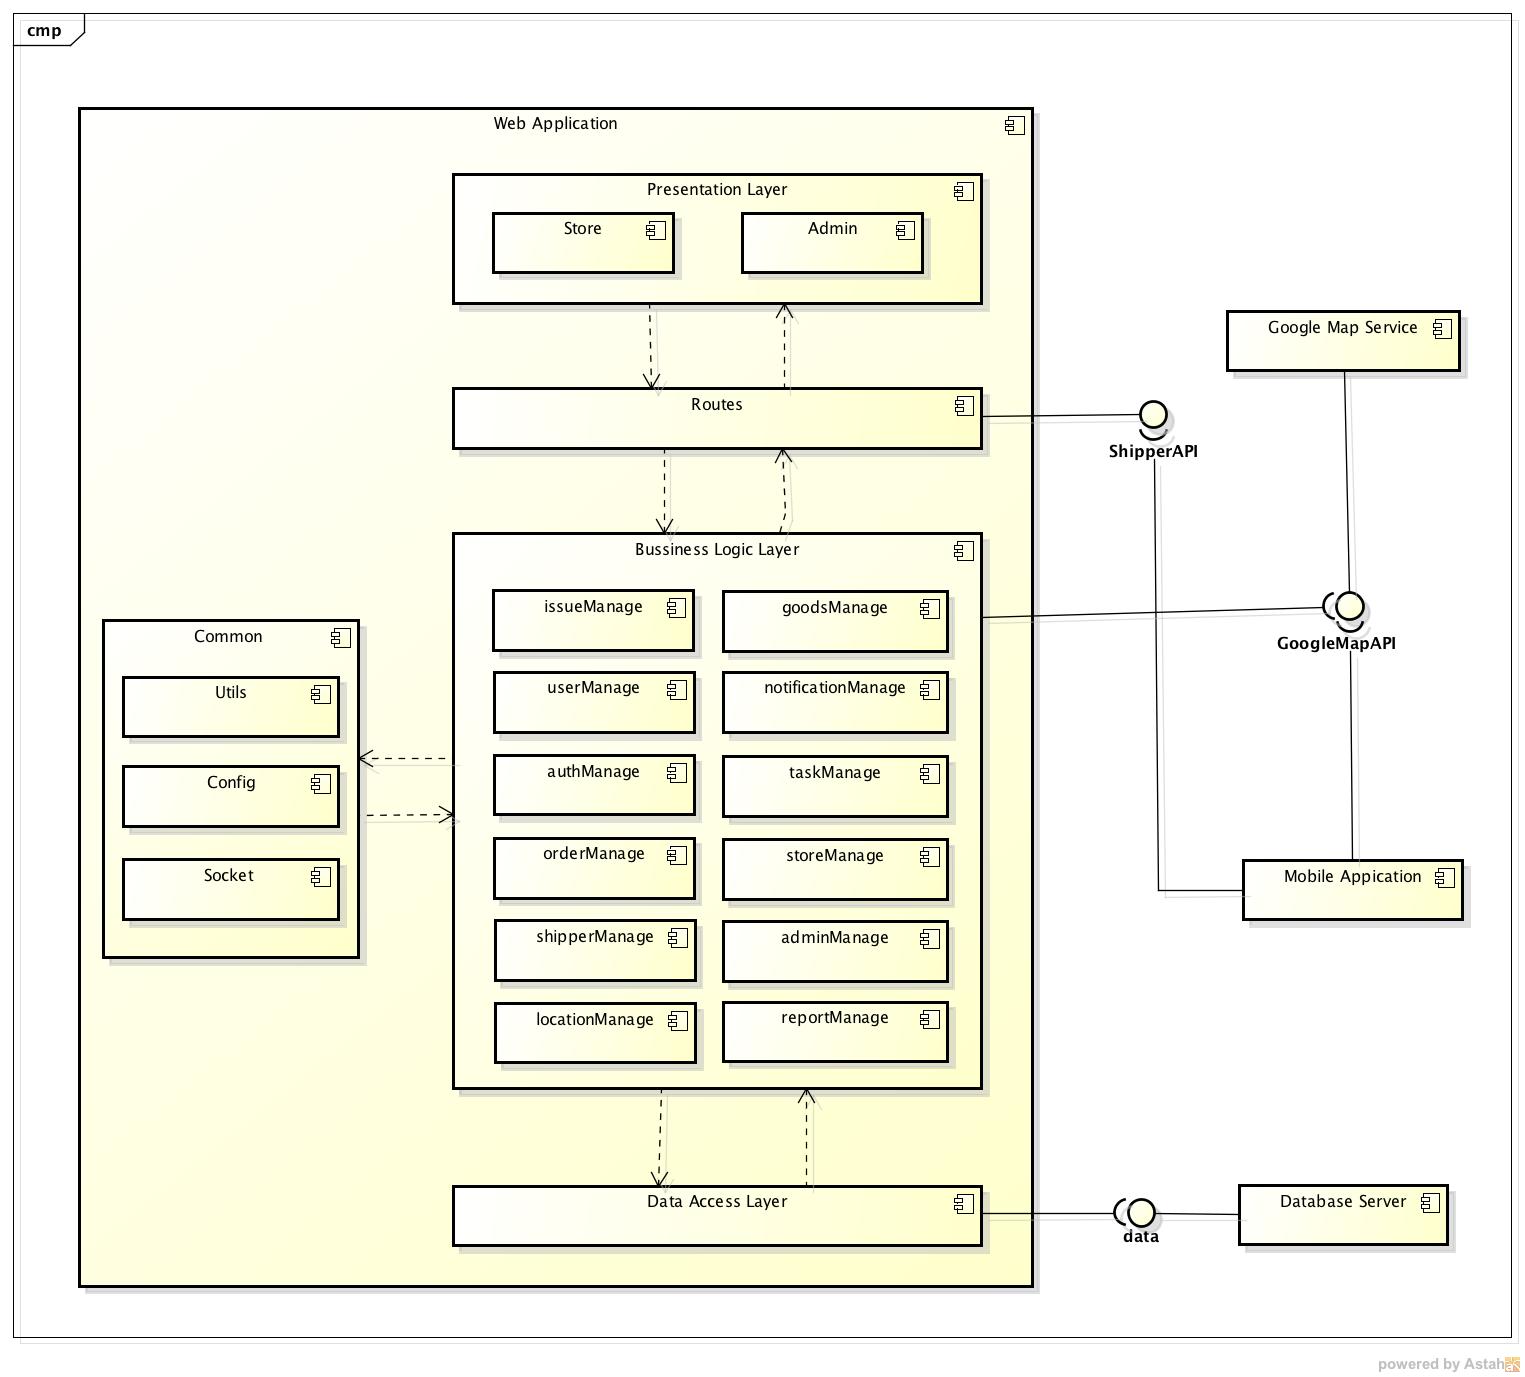 cmp
Web Application
Presentation Layer
Store
Admin
Routes
Google Map Service
ShipperAPI
Bussiness Logic Layer
issueManage
goodsManage
userManage
notificationManage
authManage
taskManage
orderManage
storeManage
shipperManage
adminManage
locationManage
reportManage
Common
Utils
Config
Socket
GoogleMapAPI
Mobile Appication
Data Access Layer
data
Database Server
powered by Astah